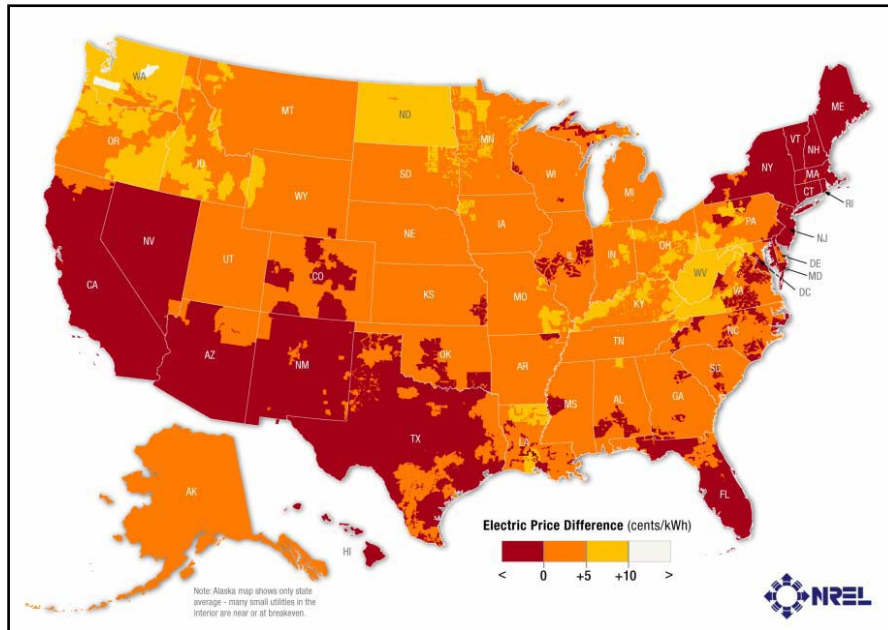 WA
MT
ND
MN
OR
ID
SD
WI
MI
WY
NE
IA
NV
UT
CO
CA
KS
MO
IL
IN
OH
PA
WV
KY
VA
NY
VT
NH
ME
MA
CT
RI
NJ
DE
MD
DC
AZ
NM
OK
AR
TN
NC
SC
MS
AL
GA
TX
LA
FL
AK
HI
Electric Price Difference (cents/kWh)
< 0 +5 +10 >
Note: Alaska map shows only state
average - many small utilities in the
interior are near or at breakeven.
NREL